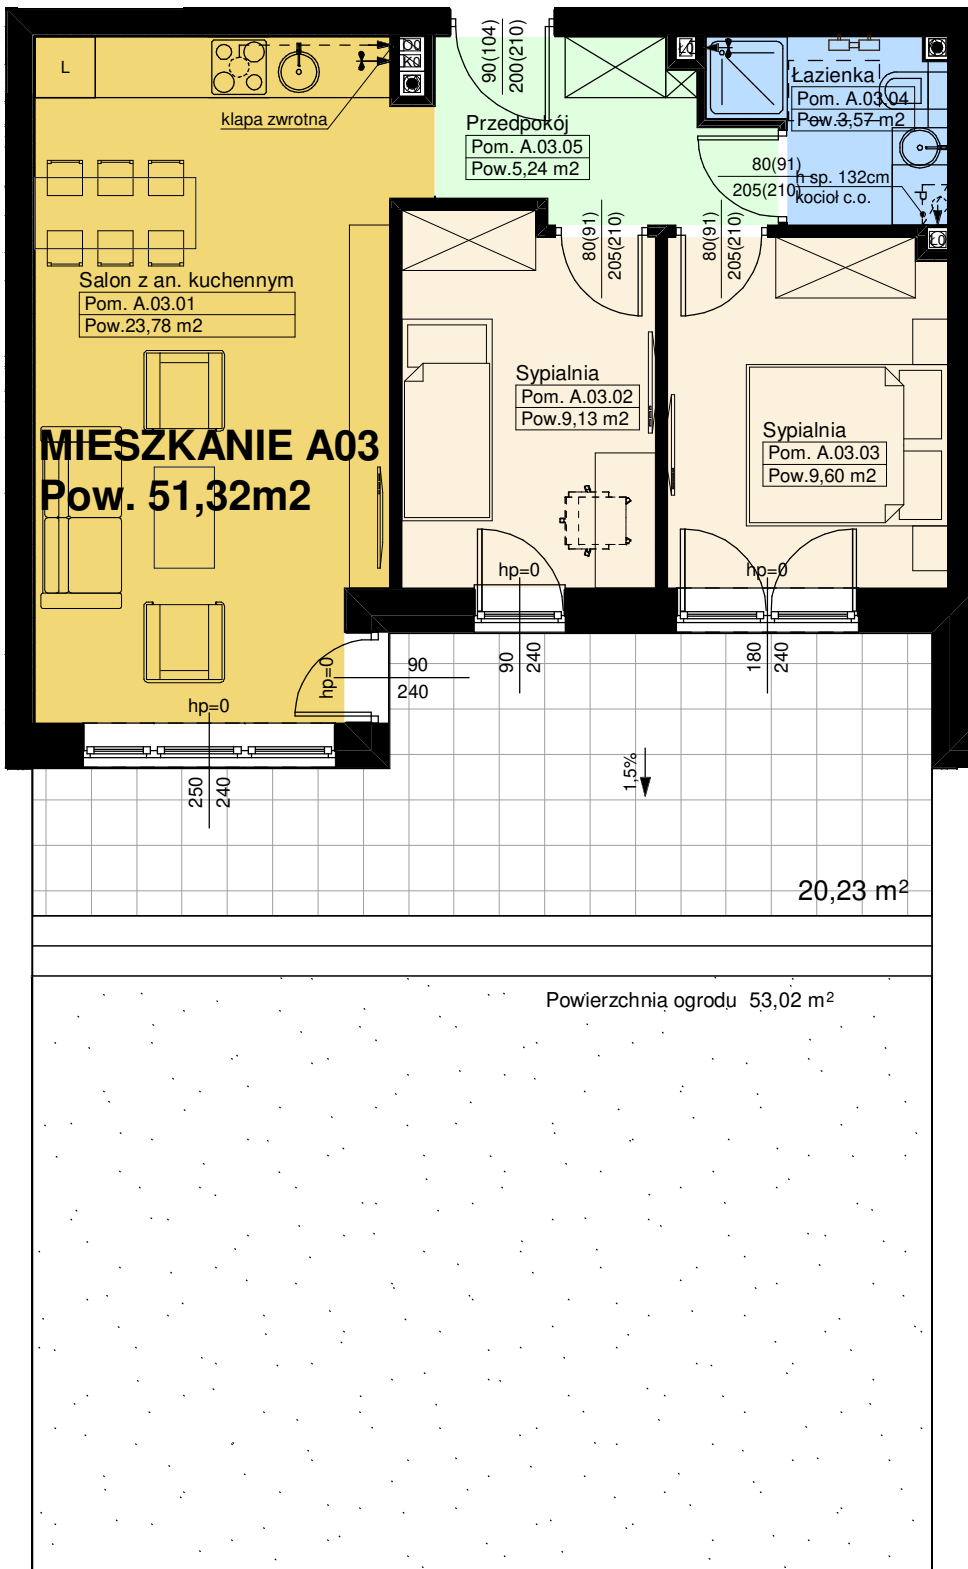 90(104)
200(210)
L
klapa zwrotna
Przedpokój
Pom. A.03.05
Pow.5,24 m2
Łazienka
Pom. A.03.04
Pow.3,57 m2
80(91)
205(210)
h sp. 132cm
kocioł c.o.
80(91)
205(210)
80(91)
205(210)
Salon z an. kuchennym
Pom. A.03.01
Pow.23,78 m2
Sypialnia
Pom. A.03.02
Pow.9,13 m2
Sypialnia
Pom. A.03.03
Pow.9,60 m2
MIESZKANIE A03
Pow. 51,32m2
hp=0
hp=0
hp=0
90
240
90
240
180
240
hp=0
250
240
1,5%
20,23 m²
Powierzchnia ogrodu 53,02 m²